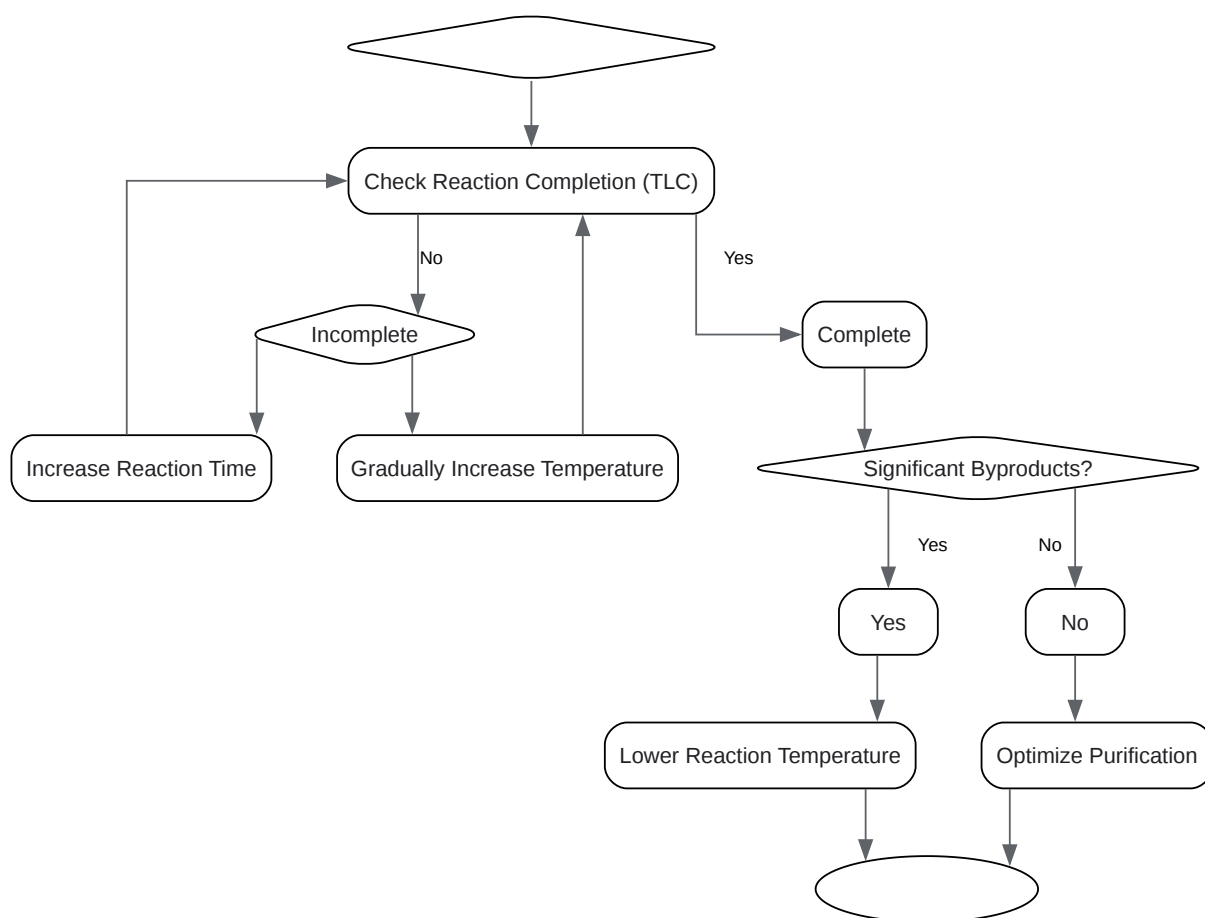 Check Reaction Completion (TLC)
No
Yes
Incomplete
Complete
Increase Reaction Time
Gradually Increase Temperature
Significant Byproducts?
Yes
No
Yes
No
Lower Reaction Temperature
Optimize Purification